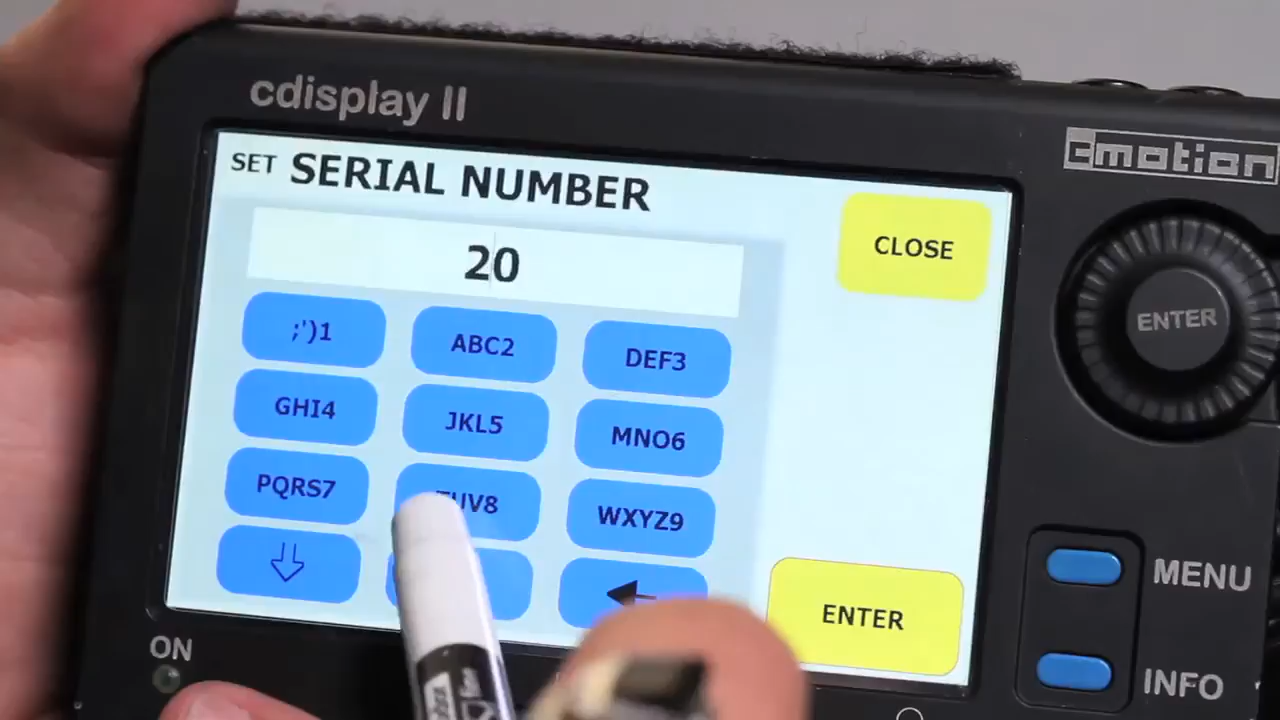 cdisplay II
cmotion
SET SERIAL NUMBER
20
CLOSE
;')1 ABC2 DEF3
GHI4 JKL5 MNO6
PQRS7 TUV8 WXYZ9
ENTER
ENTER
MENU
INFO
ON